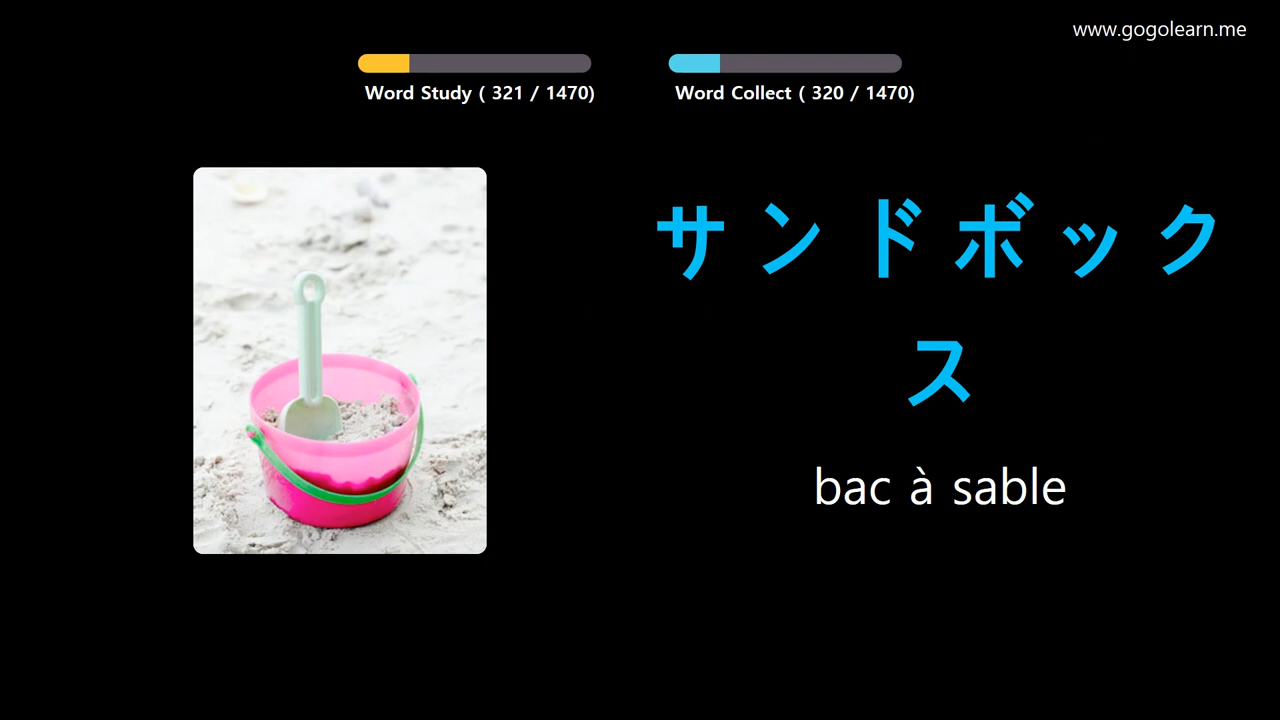 www.gogolearn.me
Word Study ( 321 / 1470)
Word Collect ( 320 / 1470)
サンドボック
ス
bac à sable